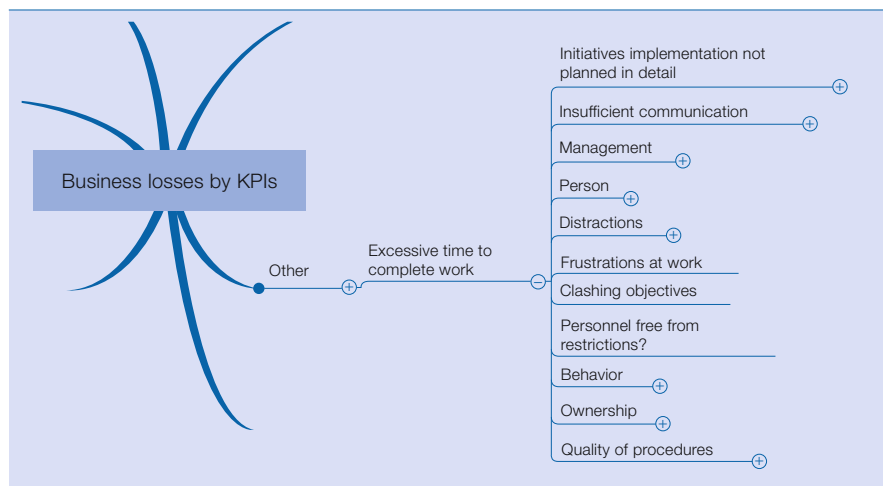 Business losses by KPIs
Other
Excessive time to
complete work
Initiatives implementation not
planned in detail
Insufficient communication
Management
Person
Distractions
Frustrations at work
Clashing objectives
Personnel free from
restrictions?
Behavior
Ownership
Quality of procedures